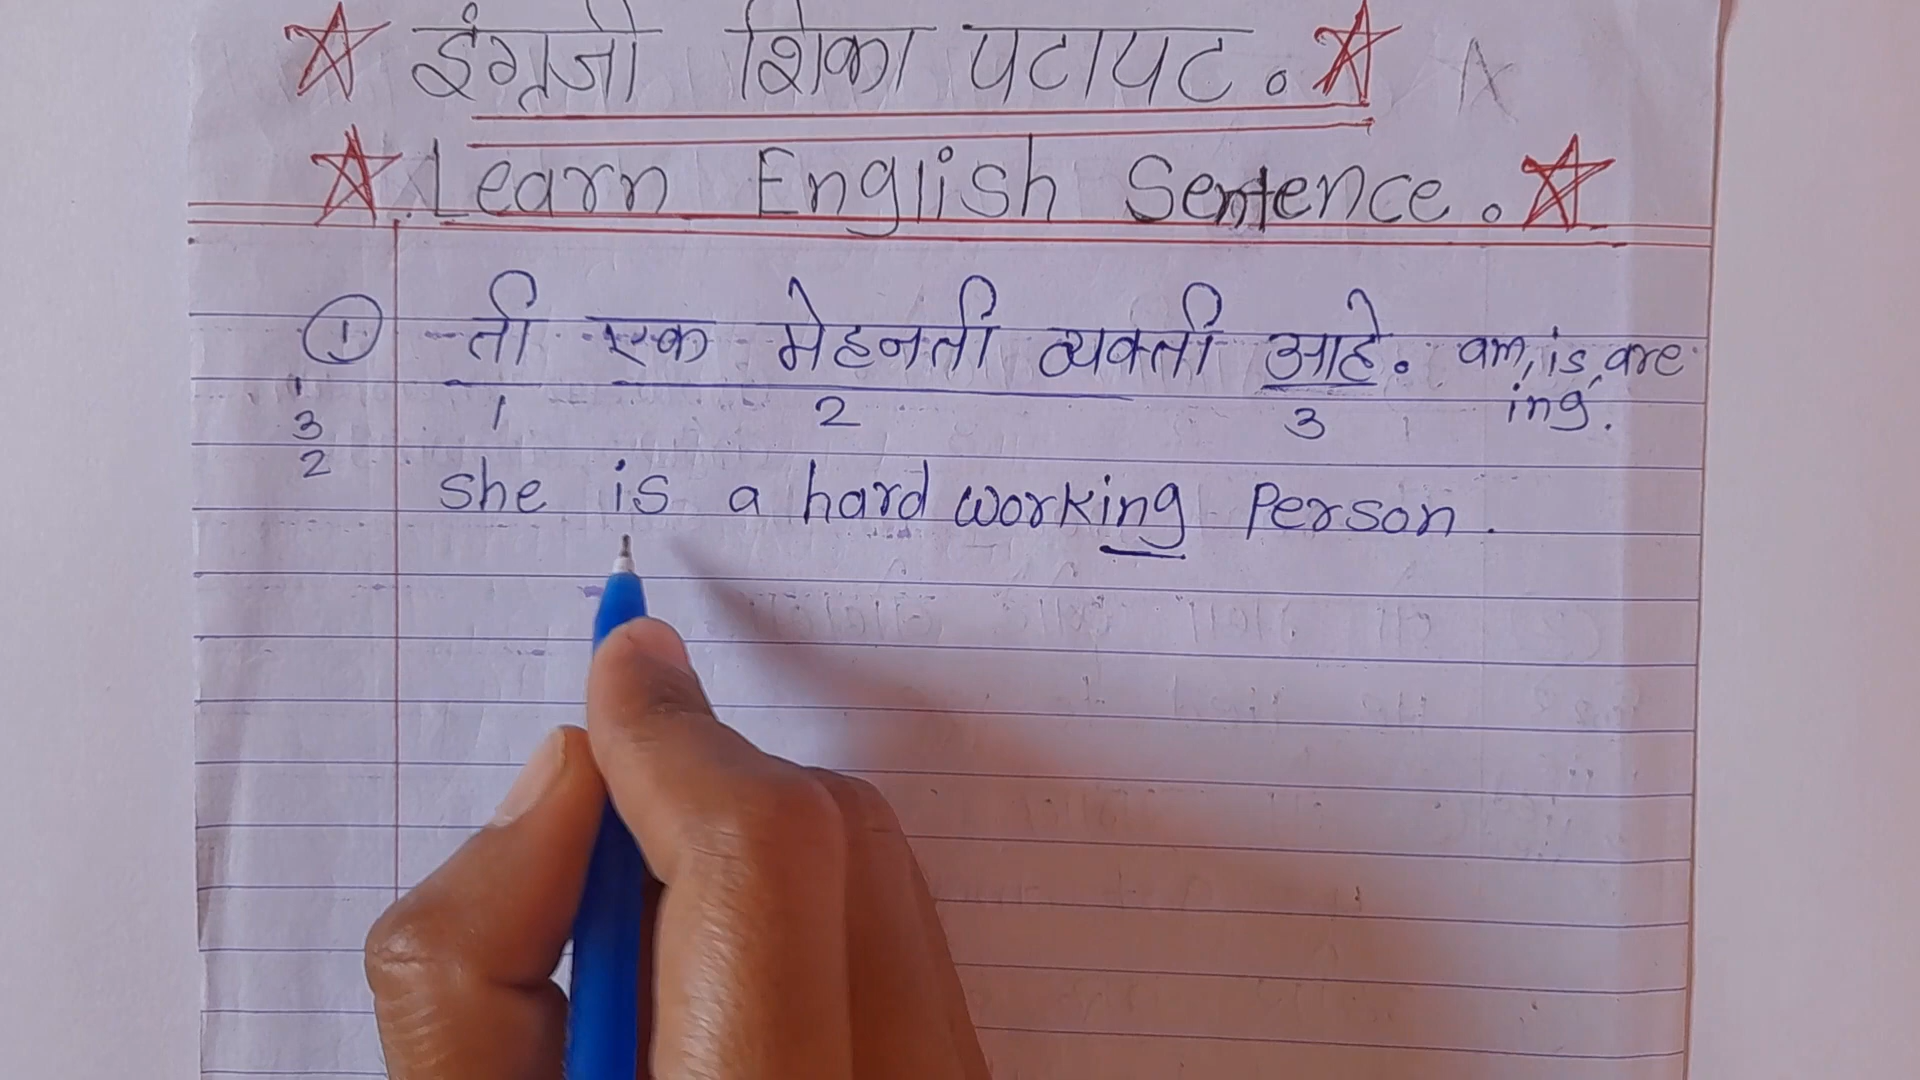 इंग्रजी शिका पटापट.
Learn English Sentence.
① ती एक मेहनती व्यक्ती आहे. am, is, are
ing.
1 2 3
1
3
2
she is a hard working Person.